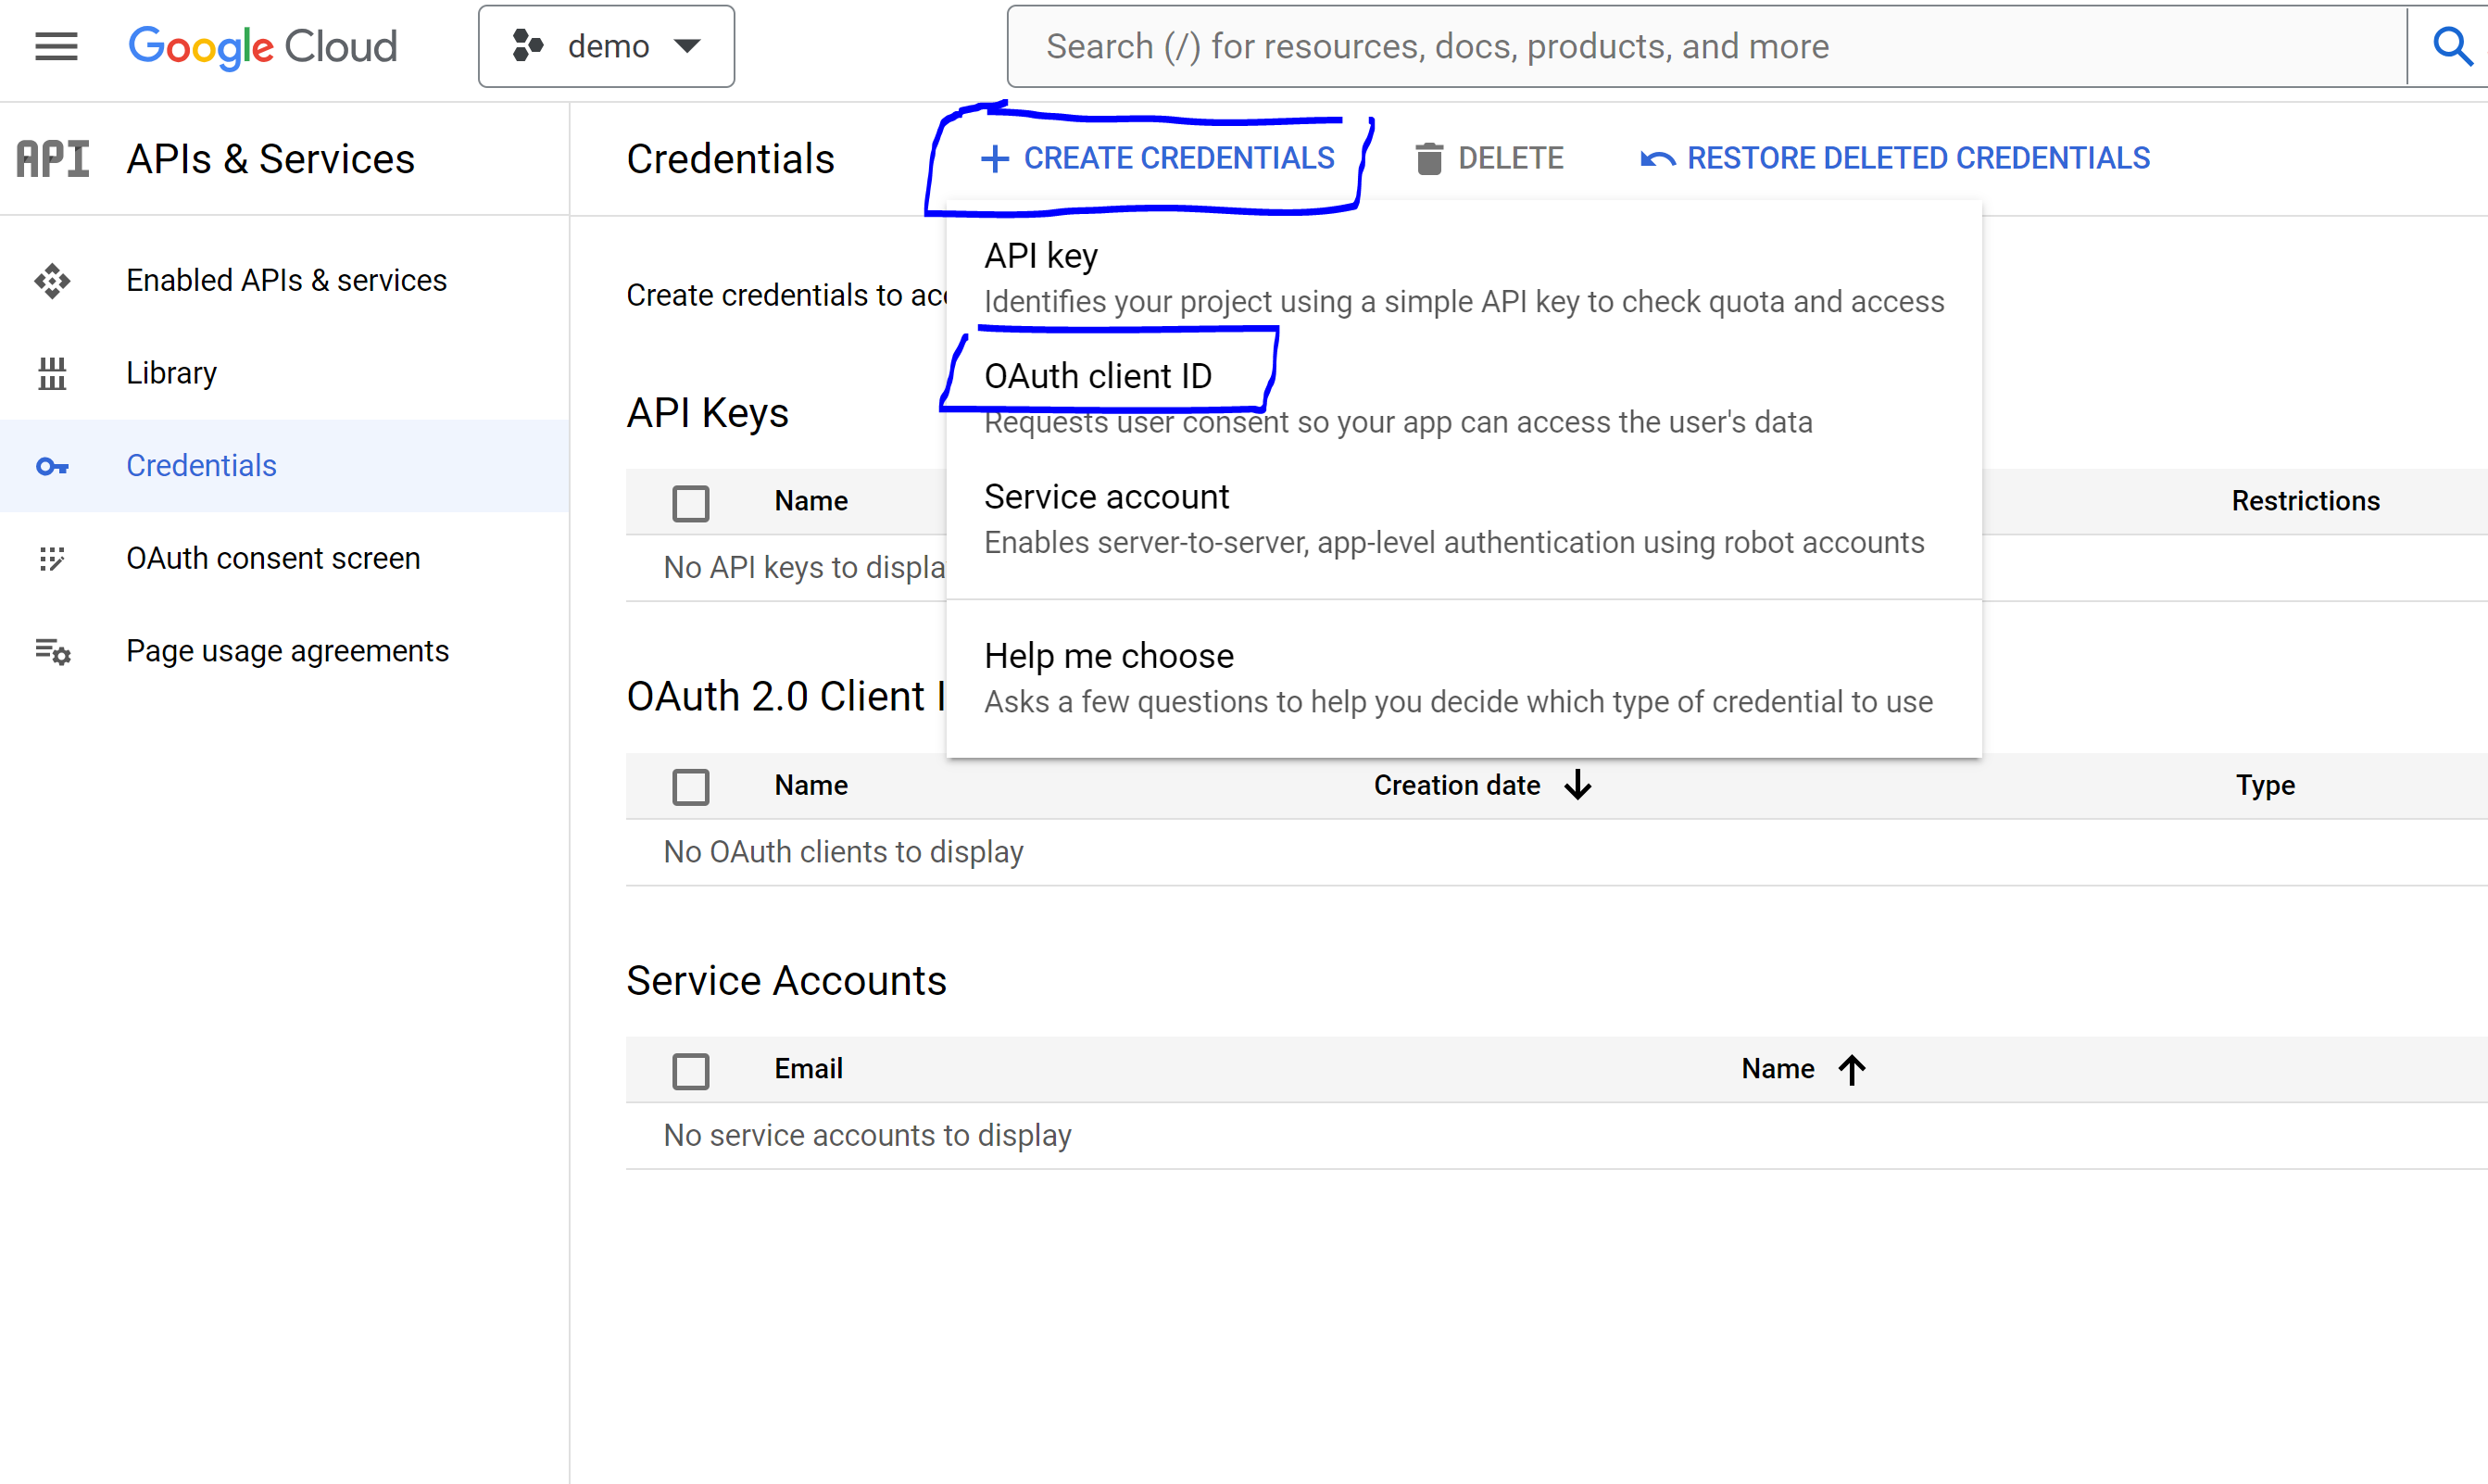 Google Cloud
demo
Search (/) for resources, docs, products, and more
API
APIs & Services
Credentials
CREATE CREDENTIALS
DELETE
RESTORE DELETED CREDENTIALS
Enabled APIs & services
Library
Credentials
OAuth consent screen
Page usage agreements
Create credentials to acc
API key
Identifies your project using a simple API key to check quota and access
OAuth client ID
Requests user consent so your app can access the user's data
Service account
Enables server-to-server, app-level authentication using robot accounts
Help me choose
Asks a few questions to help you decide which type of credential to use
API Keys
Name
Restrictions
No API keys to displa
OAuth 2.0 Client I
Name
Creation date
Type
No OAuth clients to display
Service Accounts
Email
Name
No service accounts to display